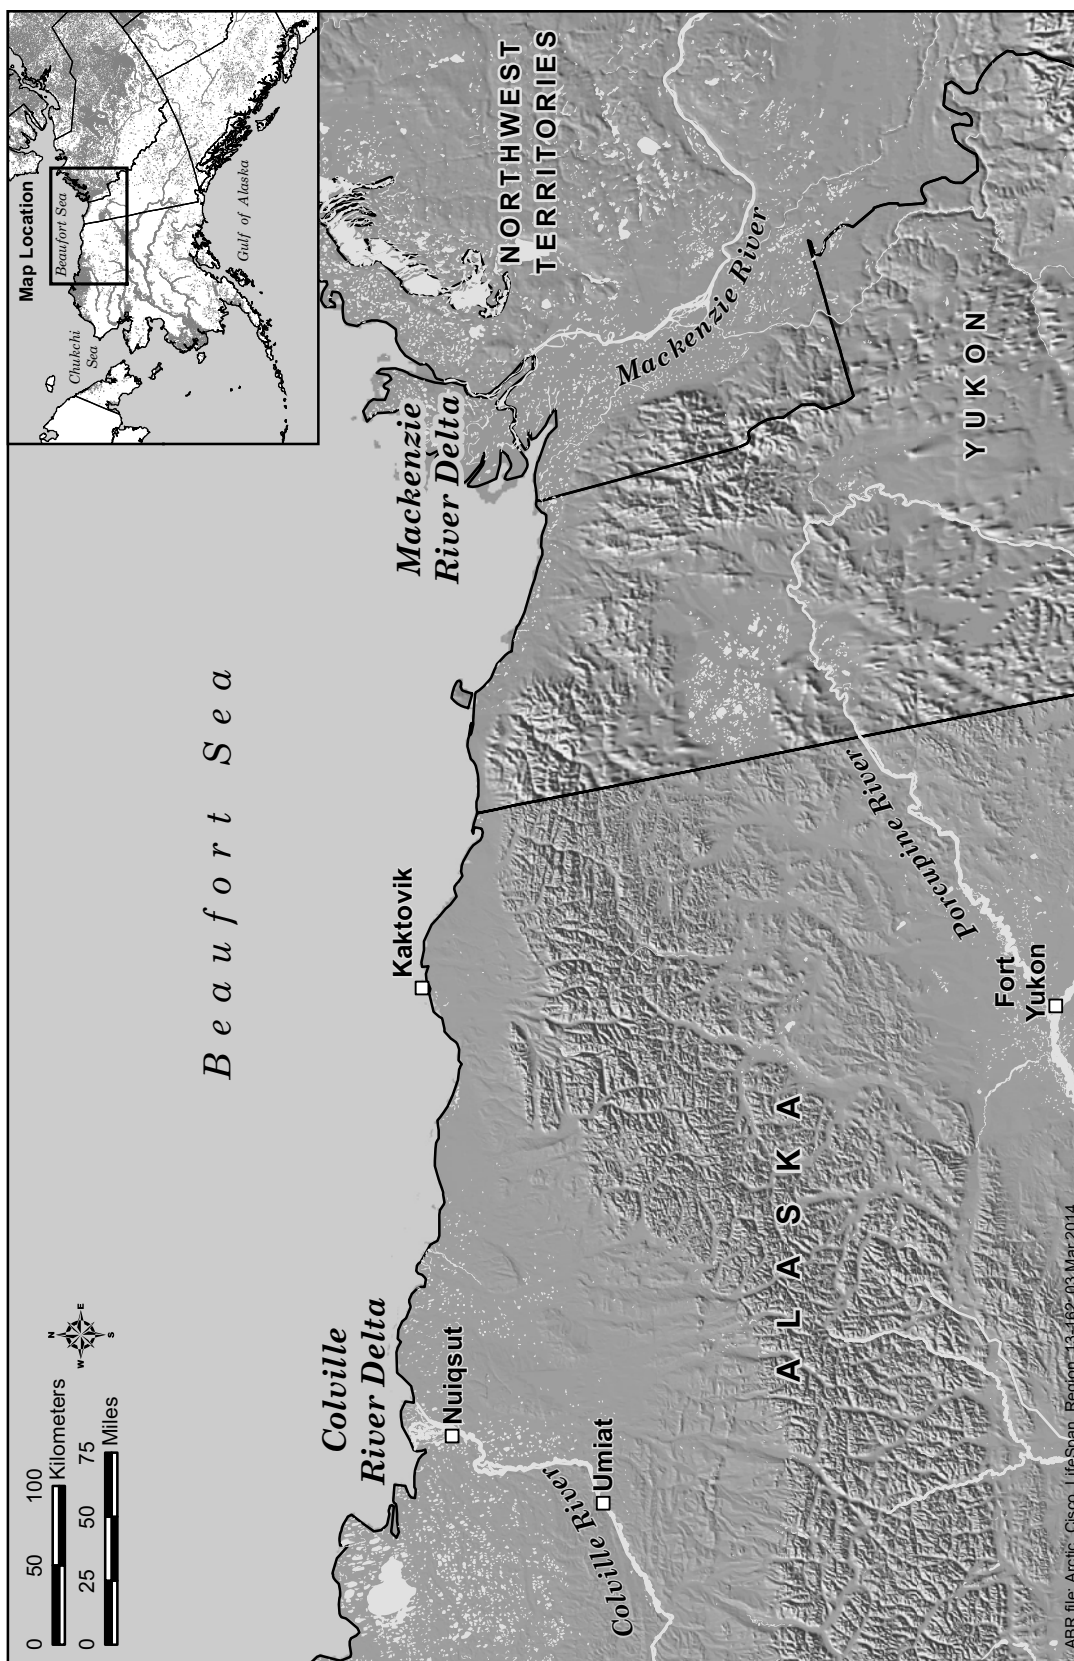 Map Location
Beaufort Sea
Chukchi
Sea
Gulf of Alaska
0 50 100
Kilometers
0 25 50 75
Miles
N
W
E
S
Beaufort Sea
Colville
River Delta
Nuiqsut
Umiat
Colville River
Kaktovik
Mackenzie
River Delta
NORTHWEST
TERRITORIES
Mackenzie River
YUKON
Porcupine River
Fort
Yukon
ALASKA
ABR file: Arctic_Cisco_LifeSpan_Region_13-162; 03 Mar 2014